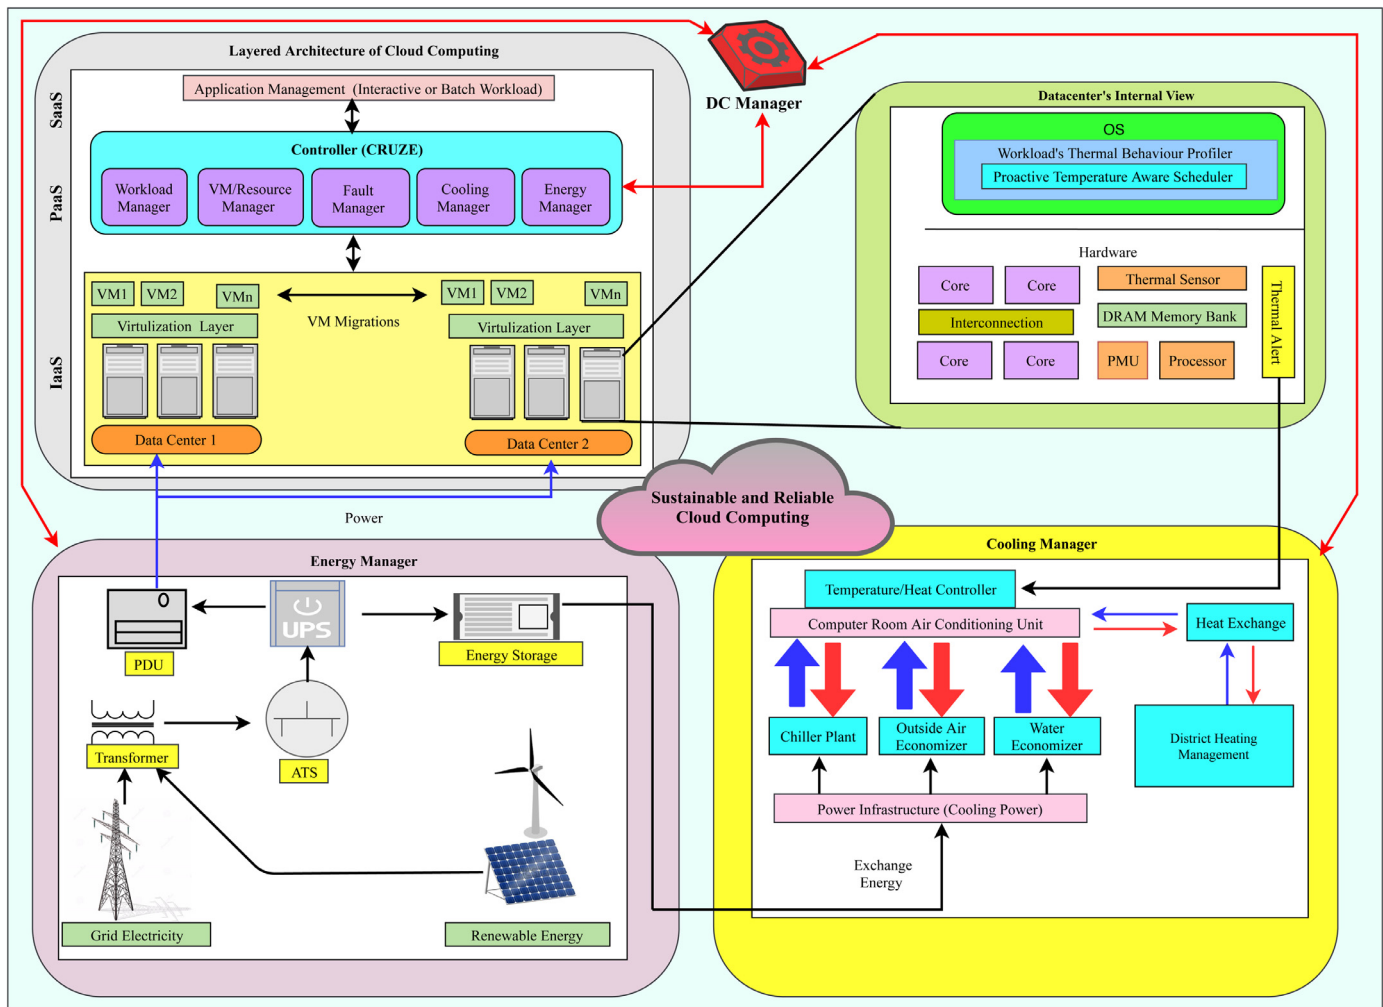 Layered Architecture of Cloud Computing
SaaS
Application Management  (Interactive or Batch Workload)
PaaS
Controller (CRUZE)
Workload
Manager
VM/Resource
Manager
Fault
Manager
Cooling
Manager
Energy
Manager
IaaS
VM1
VM2
VMn
VM Migrations
VM1
VM2
VMn
Virtulization  Layer
Virtulization Layer
Data Center 1
Data Center 2
Power
DC Manager
Datacenter's Internal View
OS
Workload's Thermal Behaviour Profiler
Proactive Temperature Aware Scheduler
Hardware
Core
Core
Thermal Sensor
Interconnection
DRAM Memory Bank
Core
Core
PMU
Processor
Thermal Alert
Sustainable and Reliable
Cloud Computing
Energy Manager
UPS
PDU
Energy Storage
Transformer
ATS
Grid Electricity
Renewable Energy
Cooling Manager
Temperature/Heat Controller
Computer Room Air Conditioning Unit
Heat Exchange
Chiller Plant
Outside Air
Economizer
Water
Economizer
District Heating
Management
Power Infrastructure (Cooling Power)
Exchange
Energy